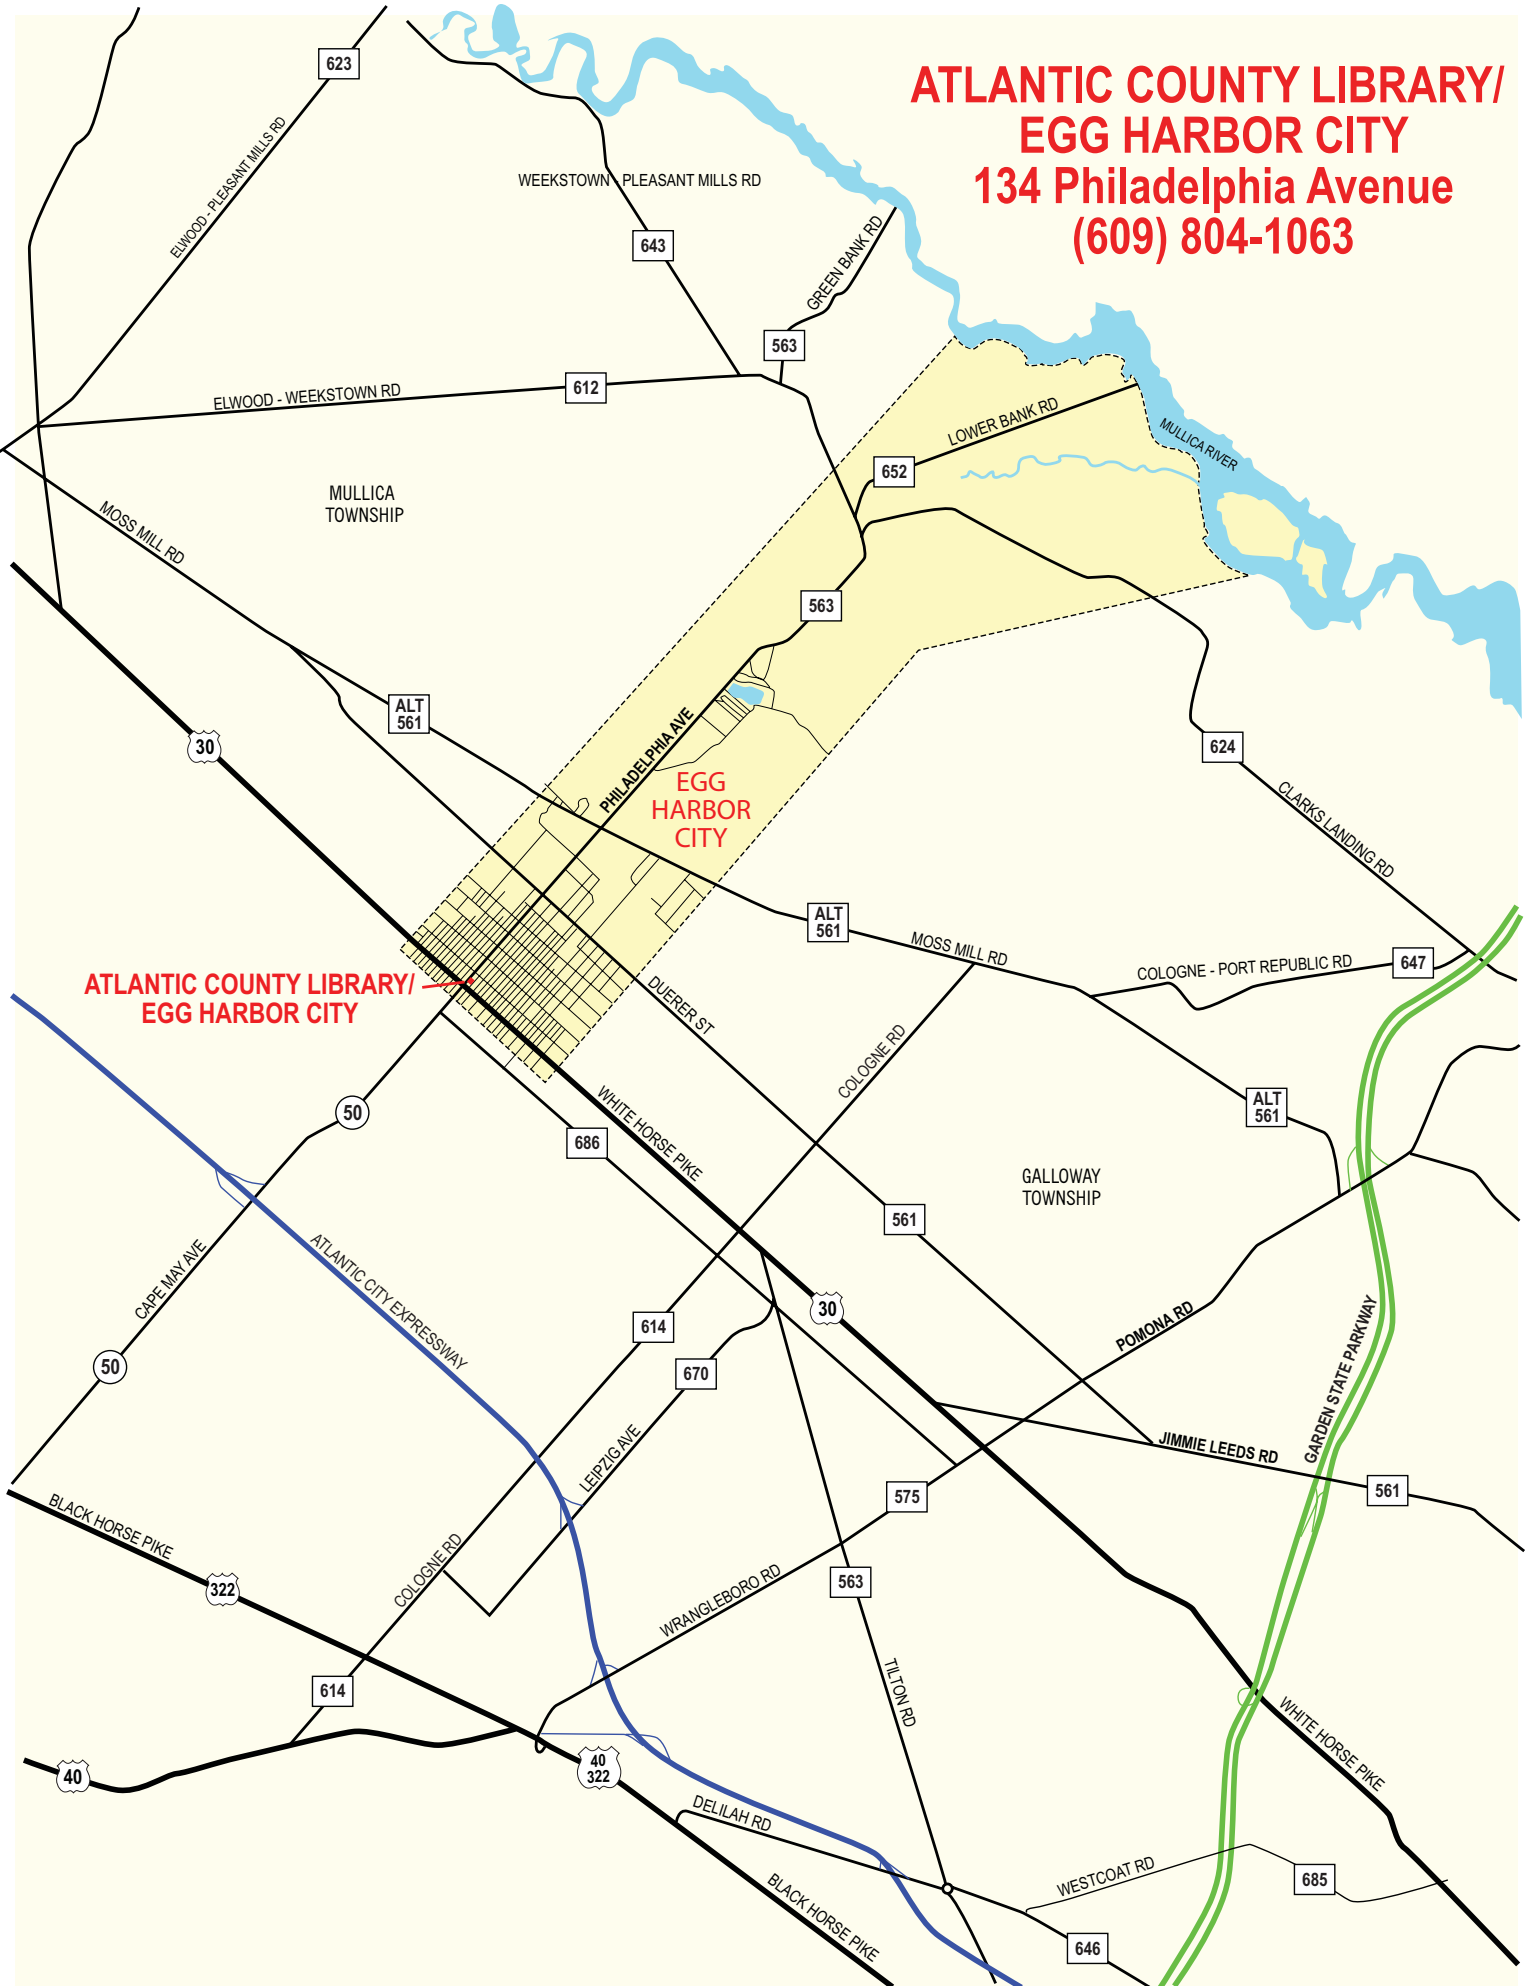 ATLANTIC COUNTY LIBRARY/
EGG HARBOR CITY
134 Philadelphia Avenue
(609) 804-1063
623
ELWOOD - PLEASANT MILLS RD
WEEKSTOWN - PLEASANT MILLS RD
643
GREEN BANK RD
563
612
ELWOOD - WEEKSTOWN RD
LOWER BANK RD
652
MULLICA RIVER
MULLICA
TOWNSHIP
MOSS MILL RD
563
ALT
561
30
PHILADELPHIA AVE
EGG
HARBOR
CITY
624
CLARKS LANDING RD
ALT
561
MOSS MILL RD
COLOGNE - PORT REPUBLIC RD
647
ATLANTIC COUNTY LIBRARY/
EGG HARBOR CITY
DUERER ST
COLOGNE RD
50
WHITE HORSE PIKE
686
ALT
561
GALLOWAY
TOWNSHIP
561
CAPE MAY AVE
ATLANTIC CITY EXPRESSWAY
30
614
POMONA RD
GARDEN STATE PARKWAY
50
670
LEIPZIG AVE
JIMMIE LEEDS RD
561
575
BLACK HORSE PIKE
322
COLOGNE RD
563
WRANGLEBORO RD
614
TILTON RD
WHITE HORSE PIKE
40
40
322
DELILAH RD
WESTCOAT RD
685
BLACK HORSE PIKE
646